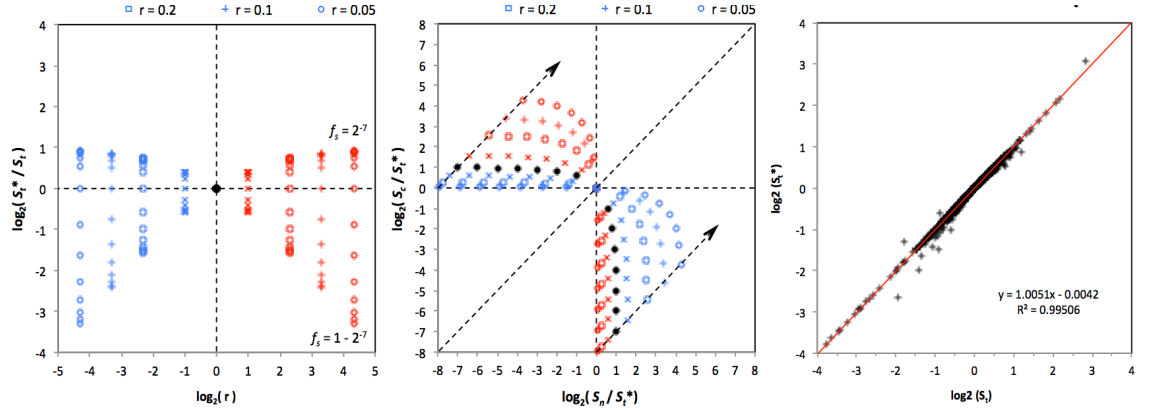 r = 0.2 r = 0.1 r = 0.05
4
3
2
1
0
-1
-2
-3
-4
-5 -4 -3 -2 -1 0 1 2 3 4 5
log₂( Sₜ* / Sₜ )
log₂( r )
fₛ = 2⁻⁷
fₛ = 1 - 2⁻⁷
r = 0.2 r = 0.1 r = 0.05
8
7
6
5
4
3
2
1
0
-1
-2
-3
-4
-5
-6
-7
-8
-8 -7 -6 -5 -4 -3 -2 -1 0 1 2 3 4 5 6 7 8
log₂( S꜀ / Sₜ* )
log₂( Sₙ / Sₜ* )
4
3
2
1
0
-1
-2
-3
-4
-4 -3 -2 -1 0 1 2 3 4
log2 (Sₜ*)
log2 (Sₜ)
y = 1.0051x - 0.0042
R² = 0.99506